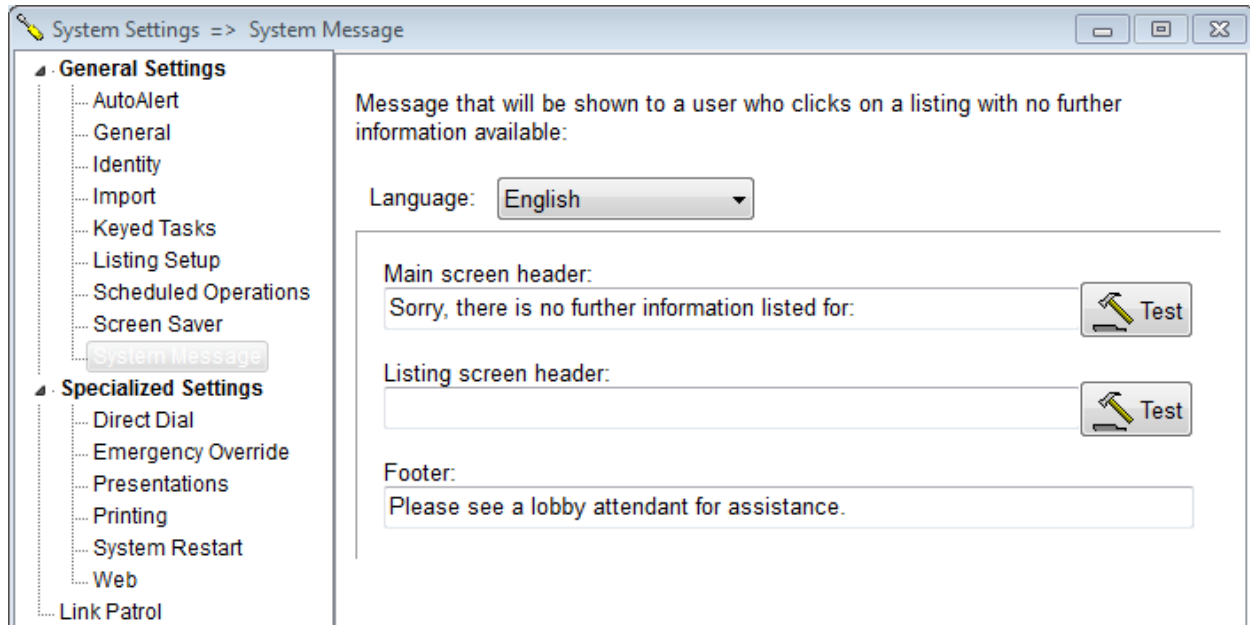 System Settings => System Message
General Settings
AutoAlert
General
Identity
Import
Keyed Tasks
Listing Setup
Scheduled Operations
Screen Saver
System Message
Specialized Settings
Direct Dial
Emergency Override
Presentations
Printing
System Restart
Web
Link Patrol
Message that will be shown to a user who clicks on a listing with no further
information available:
Language: English
Main screen header:
Sorry, there is no further information listed for: Test
Listing screen header:
Test
Footer:
Please see a lobby attendant for assistance.